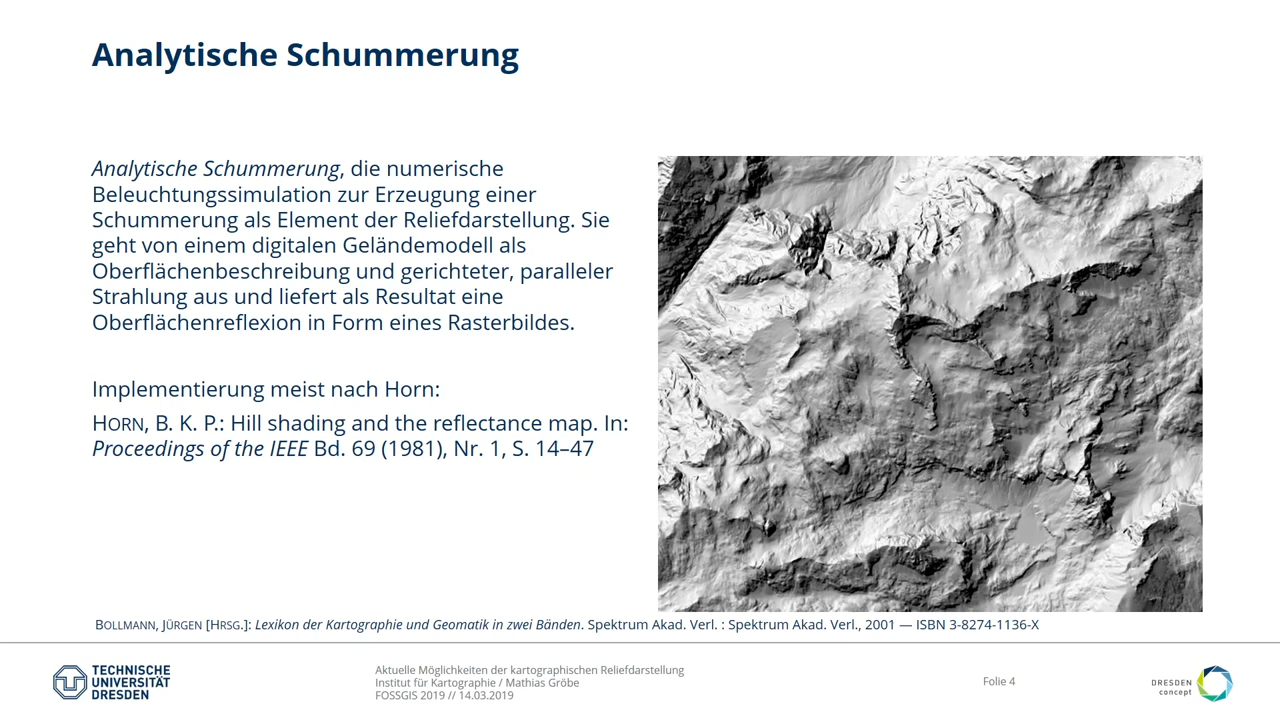 Analytische Schummerung
Analytische Schummerung, die numerische
Beleuchtungssimulation zur Erzeugung einer
Schummerung als Element der Reliefdarstellung. Sie
geht von einem digitalen Geländemodell als
Oberflächenbeschreibung und gerichteter, paralleler
Strahlung aus und liefert als Resultat eine
Oberflächenreflexion in Form eines Rasterbildes.
Implementierung meist nach Horn:
HORN, B. K. P.: Hill shading and the reflectance map. In:
Proceedings of the IEEE Bd. 69 (1981), Nr. 1, S. 14–47
BOLLMANN, JÜRGEN [HRSG.]: Lexikon der Kartographie und Geomatik in zwei Bänden. Spektrum Akad. Verl. : Spektrum Akad. Verl., 2001 — ISBN 3-8274-1136-X
TECHNISCHE
UNIVERSITÄT
DRESDEN
Aktuelle Möglichkeiten der kartographischen Reliefdarstellung
Institut für Kartographie / Mathias Gröbe
FOSSGIS 2019 // 14.03.2019
Folie 4
DRESDEN
concept